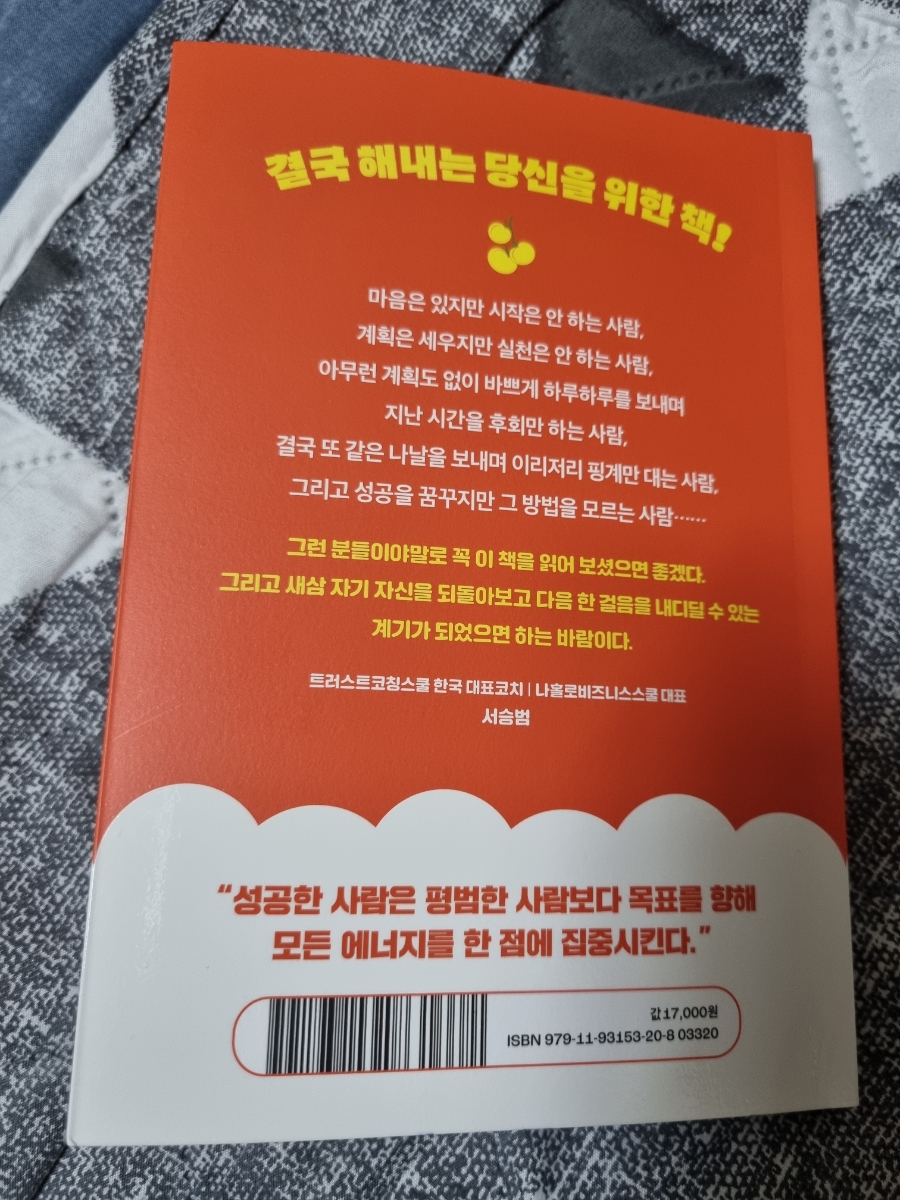 결국 해내는 당신을 위한 책!
마음은 있지만 시작은 안 하는 사람,
계획은 세우지만 실천은 안 하는 사람,
아무런 계획도 없이 바쁘게 하루하루를 보내며
지난 시간을 후회만 하는 사람,
결국 또 같은 나날을 보내며 이리저리 핑계만 대는 사람,
그리고 성공을 꿈꾸지만 그 방법을 모르는 사람……
그런 분들이야말로 꼭 이 책을 읽어 보셨으면 좋겠다.
그리고 새삼 자기 자신을 되돌아보고 다음 한 걸음을 내디딜 수 있는
계기가 되었으면 하는 바람이다.
트러스트코칭스쿨 한국 대표코치 | 나홀로비즈니스스쿨 대표
서승범
“성공한 사람은 평범한 사람보다 목표를 향해
모든 에너지를 한 점에 집중시킨다.”
값 17,000원
ISBN 979-11-93153-20-8 03320